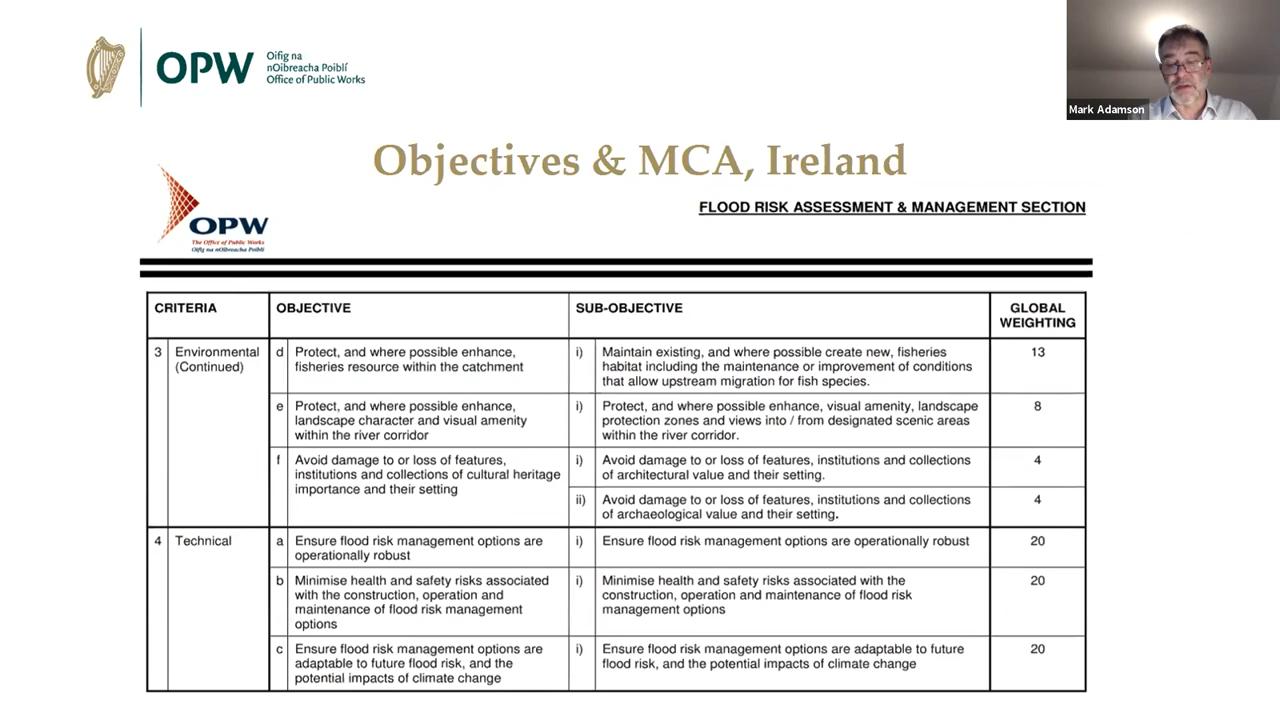 OPW
Oifig na
nOibreacha Poiblí
Office of Public Works
Mark Adamson
Objectives & MCA, Ireland
OPW
The Office of Public Works
Oifig na nOibreacha Poiblí
FLOOD RISK ASSESSMENT & MANAGEMENT SECTION
CRITERIA
OBJECTIVE
SUB-OBJECTIVE
GLOBAL
WEIGHTING
3
Environmental
(Continued)
d
Protect, and where possible enhance,
fisheries resource within the catchment
i)
Maintain existing, and where possible create new, fisheries
habitat including the maintenance or improvement of conditions
that allow upstream migration for fish species.
13
e
Protect, and where possible enhance,
landscape character and visual amenity
within the river corridor
i)
Protect, and where possible enhance, visual amenity, landscape
protection zones and views into / from designated scenic areas
within the river corridor.
8
f
Avoid damage to or loss of features,
institutions and collections of cultural heritage
importance and their setting
i)
Avoid damage to or loss of features, institutions and collections
of architectural value and their setting.
4
ii)
Avoid damage to or loss of features, institutions and collections
of archaeological value and their setting.
4
4
Technical
a
Ensure flood risk management options are
operationally robust
i)
Ensure flood risk management options are operationally robust
20
b
Minimise health and safety risks associated
with the construction, operation and
maintenance of flood risk management
options
i)
Minimise health and safety risks associated with the
construction, operation and maintenance of flood risk
management options
20
c
Ensure flood risk management options are
adaptable to future flood risk, and the
potential impacts of climate change
i)
Ensure flood risk management options are adaptable to future
flood risk, and the potential impacts of climate change
20